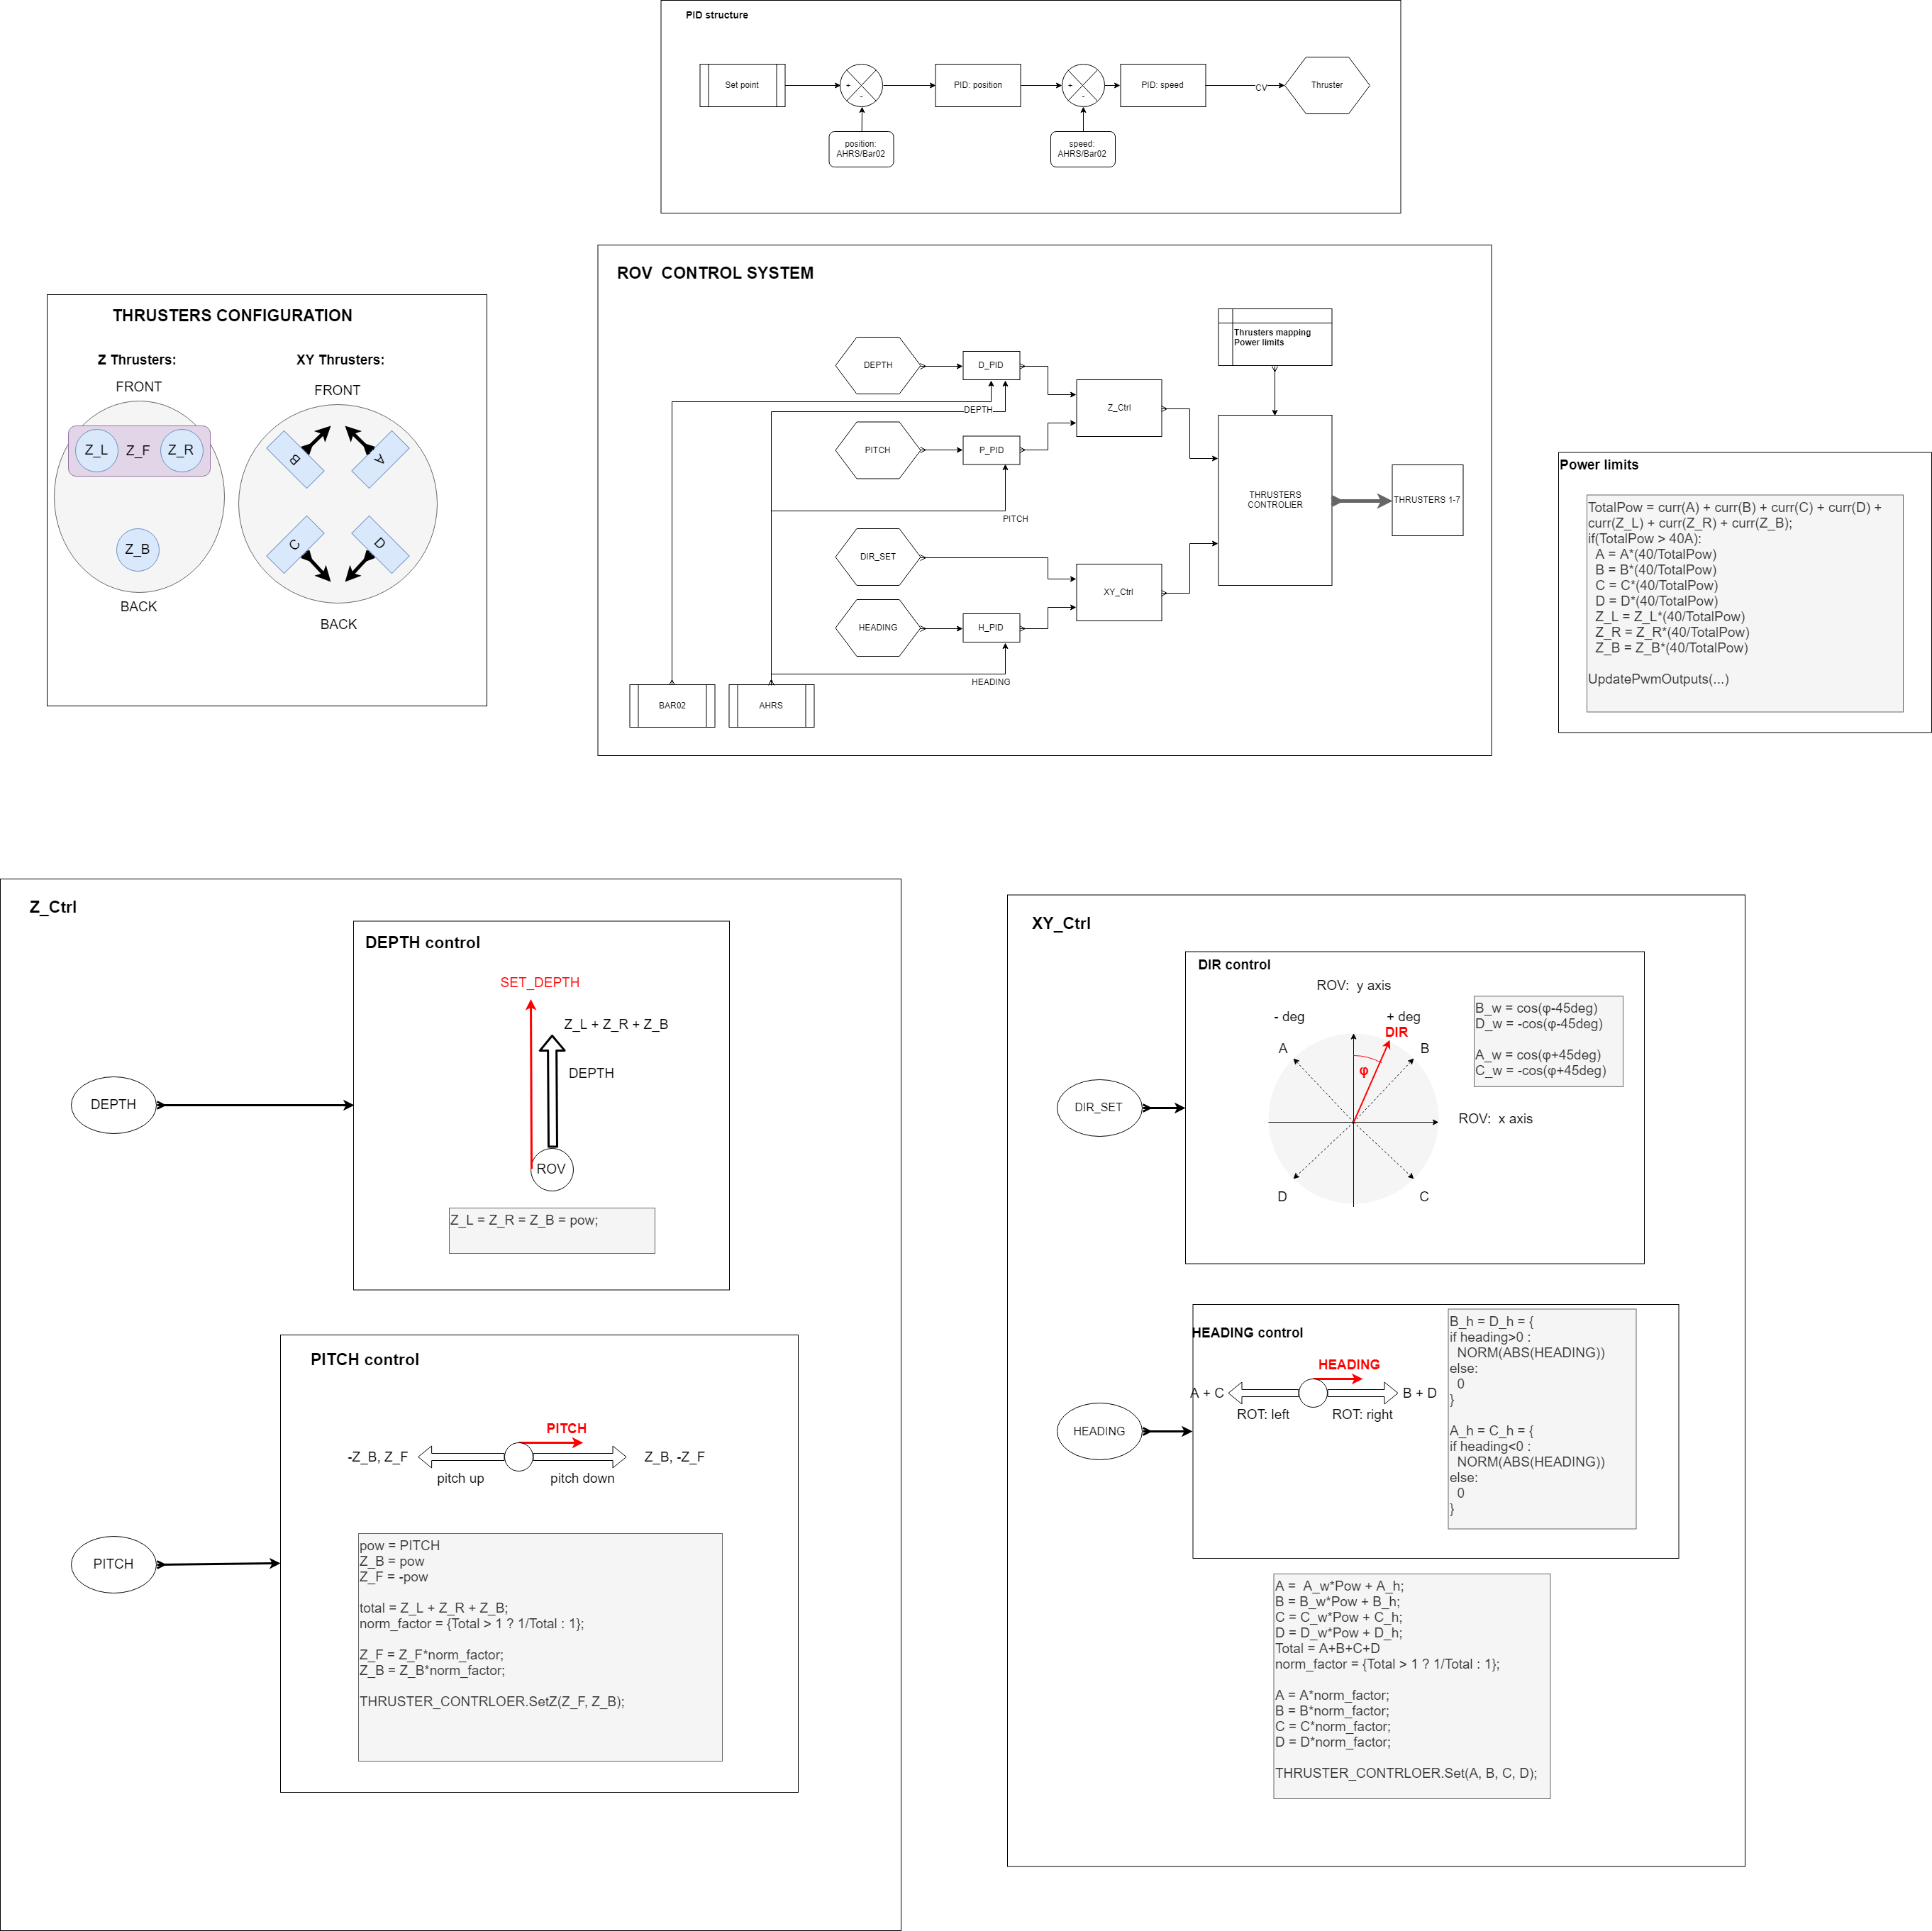 PID structure
Set point
+
-
PID: position
+
-
PID: speed
CV
Thruster
position:
AHRS/Bar02
speed:
AHRS/Bar02
ROV  CONTROL SYSTEM
DEPTH
D_PID
DEPTH
PITCH
P_PID
PITCH
Z_Ctrl
Thrusters mapping
Power limits
THRUSTERS
CONTROLlER
THRUSTERS 1-7
DIR_SET
XY_Ctrl
HEADING
H_PID
HEADING
BAR02
AHRS
THRUSTERS CONFIGURATION
Z Thrusters:
XY Thrusters:
FRONT
FRONT
Z_L
Z_F
Z_R
Z_B
BACK
B
A
C
D
BACK
Power limits
TotalPow = curr(A) + curr(B) + curr(C) + curr(D) +
curr(Z_L) + curr(Z_R) + curr(Z_B);
if(TotalPow > 40A):
A = A*(40/TotalPow)
B = B*(40/TotalPow)
C = C*(40/TotalPow)
D = D*(40/TotalPow)
Z_L = Z_L*(40/TotalPow)
Z_R = Z_R*(40/TotalPow)
Z_B = Z_B*(40/TotalPow)
UpdatePwmOutputs(...)
Z_Ctrl
DEPTH control
SET_DEPTH
Z_L + Z_R + Z_B
DEPTH
ROV
Z_L = Z_R = Z_B = pow;
DEPTH
PITCH control
PITCH
-Z_B, Z_F
Z_B, -Z_F
pitch up
pitch down
PITCH
pow = PITCH
Z_B = pow
Z_F = -pow
total = Z_L + Z_R + Z_B;
norm_factor = {Total > 1 ? 1/Total : 1};
Z_F = Z_F*norm_factor;
Z_B = Z_B*norm_factor;
THRUSTER_CONTRLOER.SetZ(Z_F, Z_B);
XY_Ctrl
DIR control
ROV:  y axis
- deg
+ deg
DIR
A
B
φ
ROV:  x axis
D
C
B_w = cos(φ-45deg)
D_w = -cos(φ-45deg)
A_w = cos(φ+45deg)
C_w = -cos(φ+45deg)
DIR_SET
HEADING control
HEADING
A + C
B + D
ROT: left
ROT: right
HEADING
B_h = D_h = {
if heading>0 :
NORM(ABS(HEADING))
else:
0
}
A_h = C_h = {
if heading<0 :
NORM(ABS(HEADING))
else:
0
}
A =  A_w*Pow + A_h;
B = B_w*Pow + B_h;
C = C_w*Pow + C_h;
D = D_w*Pow + D_h;
Total = A+B+C+D
norm_factor = {Total > 1 ? 1/Total : 1};
A = A*norm_factor;
B = B*norm_factor;
C = C*norm_factor;
D = D*norm_factor;
THRUSTER_CONTRLOER.Set(A, B, C, D);